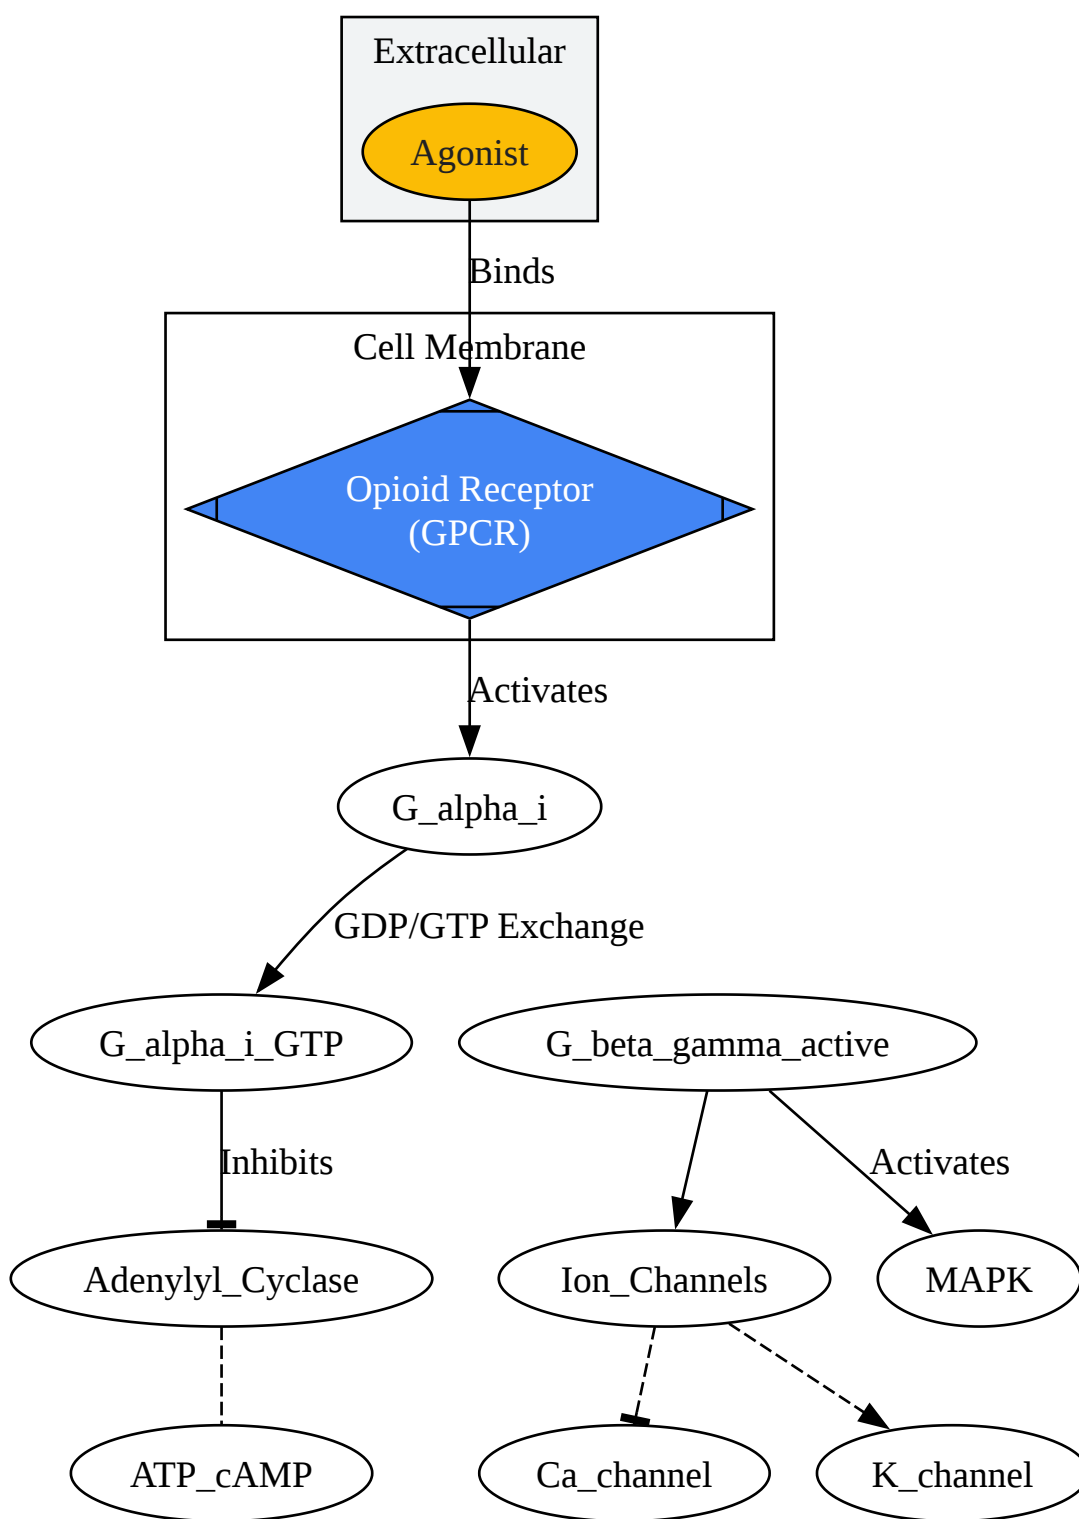 Extracellular
Agonist
Binds
Cell Membrane
Opioid Receptor
(GPCR)
Activates
G_alpha_i
GDP/GTP Exchange
G_alpha_i_GTP
G_beta_gamma_active
Inhibits
Activates
Adenylyl_Cyclase
Ion_Channels
MAPK
ATP_cAMP
Ca_channel
K_channel